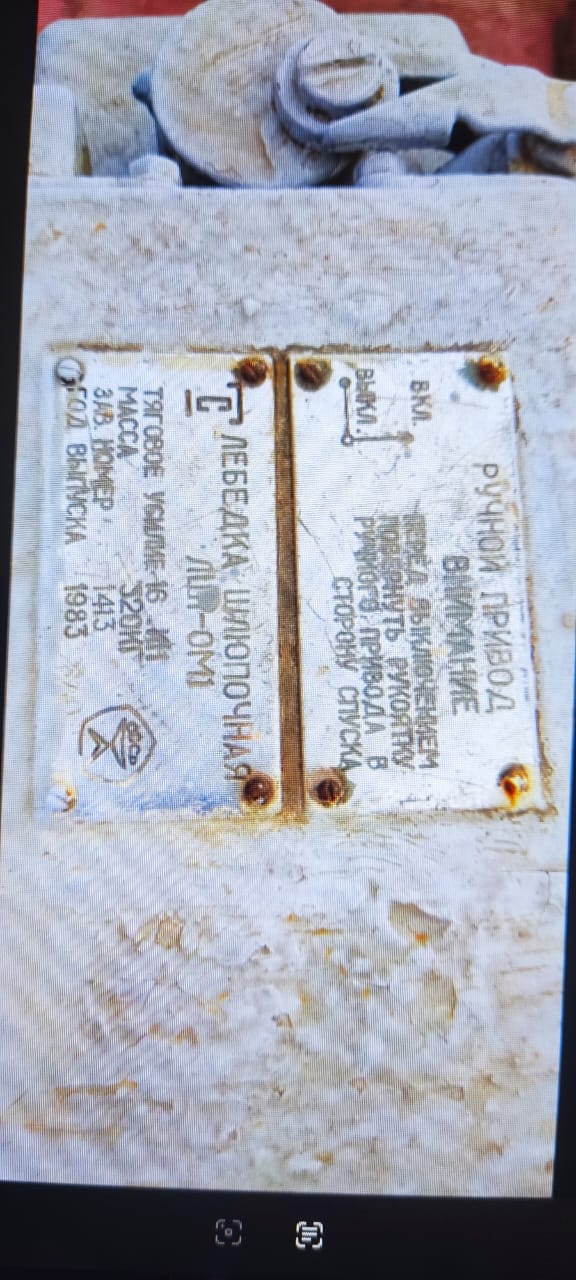 РУЧНОЙ ПРИВОД
ВНИМАНИЕ
ВКЛ.
ВЫКЛ.
ПЕРЕД ВЫКЛЮЧЕНИЕМ
ПОВЕРНУТЬ РУКОЯТКУ
РУЧНОГО ПРИВОДА В
СТОРОНУ СПУСКА
ЛЕБЕДКА ШЛЮПОЧНАЯ
ТЯГОВОЕ УСИЛИЕ 16
МАССА 320КГ
ЗАВ. НОМЕР 1413
ГОД ВЫПУСКА 1983